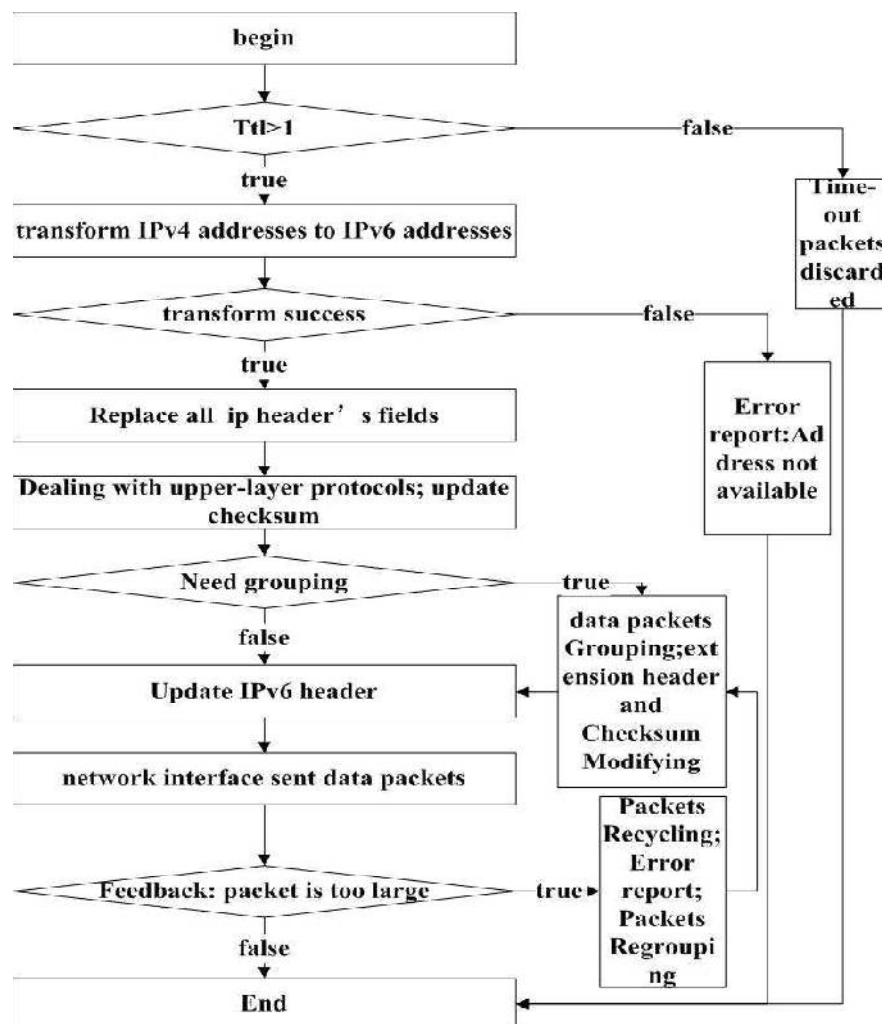 begin
Ttl>1
false
true
Time-
out
packets
discard
ed
transform IPv4 addresses to IPv6 addresses
transform success
false
true
Error
report:Ad
dress not
available
Replace all ip header’s fields
Dealing with upper-layer protocols; update
checksum
Need grouping
true
false
data packets
Grouping;ext
ension header
and
Checksum
Modifying
Update IPv6 header
network interface sent data packets
Packets
Recycling;
Error
report;
Packets
Regroupi
ng
Feedback: packet is too large
true
false
End